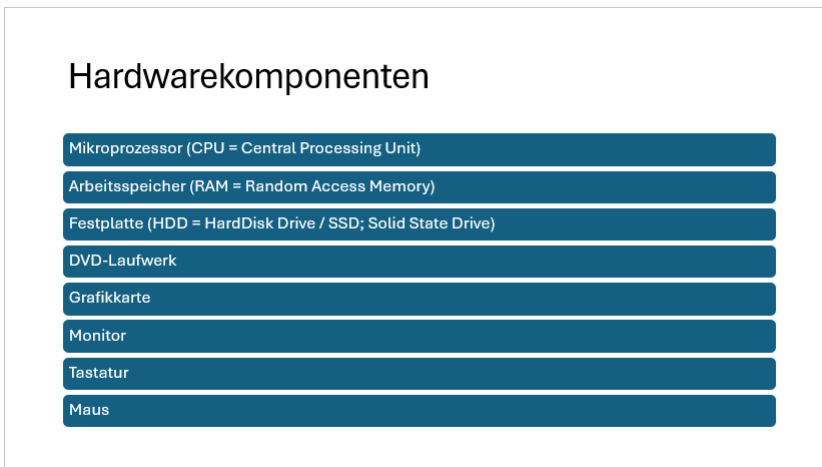 Hardwarekomponenten
Mikroprozessor (CPU = Central Processing Unit)
Arbeitsspeicher (RAM = Random Access Memory)
Festplatte (HDD = HardDisk Drive / SSD; Solid State Drive)
DVD-Laufwerk
Grafikkarte
Monitor
Tastatur
Maus